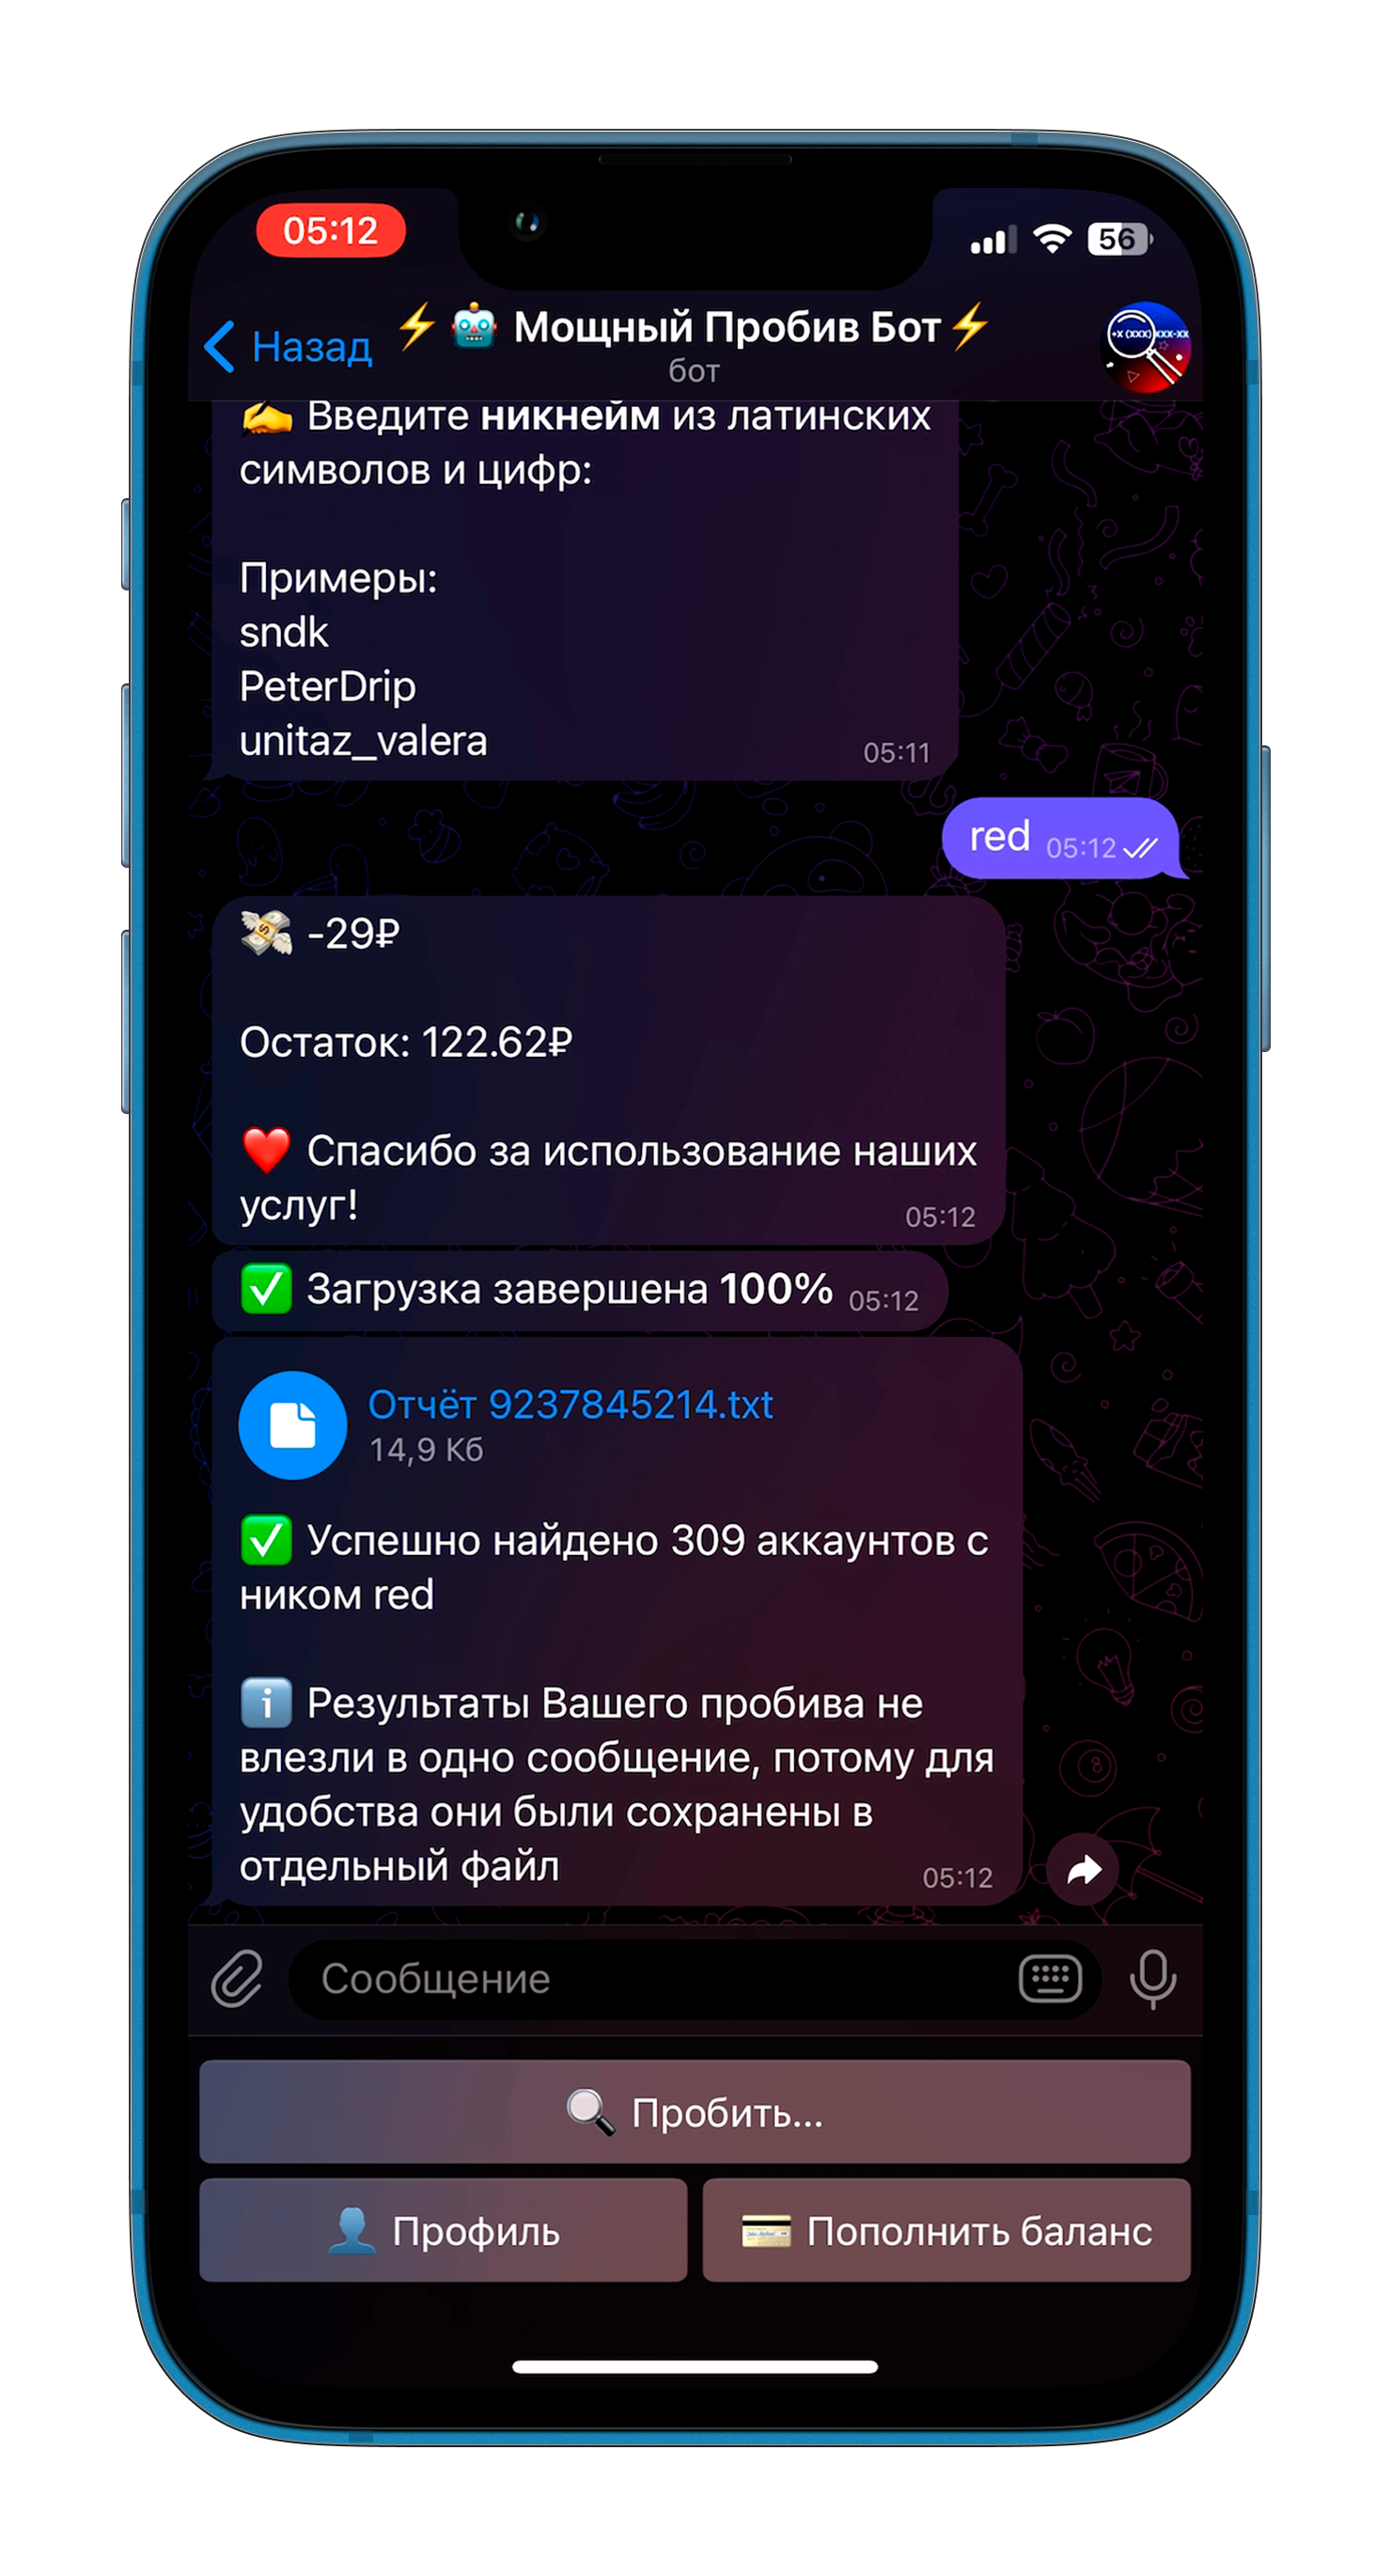 05:12
56
Назад
⚡🤖 Мощный Пробив Бот⚡
бот
+X (XXX) XXX-XX
✍️ Введите никнейм из латинских
символов и цифр:
Примеры:
sndk
PeterDrip
unitaz_valera
05:11
red 05:12
💸 -29₽
Остаток: 122.62₽
❤️ Спасибо за использование наших
услуг!
05:12
✅ Загрузка завершена 100% 05:12
Отчёт 9237845214.txt
14,9 Кб
✅ Успешно найдено 309 аккаунтов с
ником red
ℹ️ Результаты Вашего пробива не
влезли в одно сообщение, потому для
удобства они были сохранены в
отдельный файл
05:12
Сообщение
🔍 Пробить...
👤 Профиль
💳 Пополнить баланс